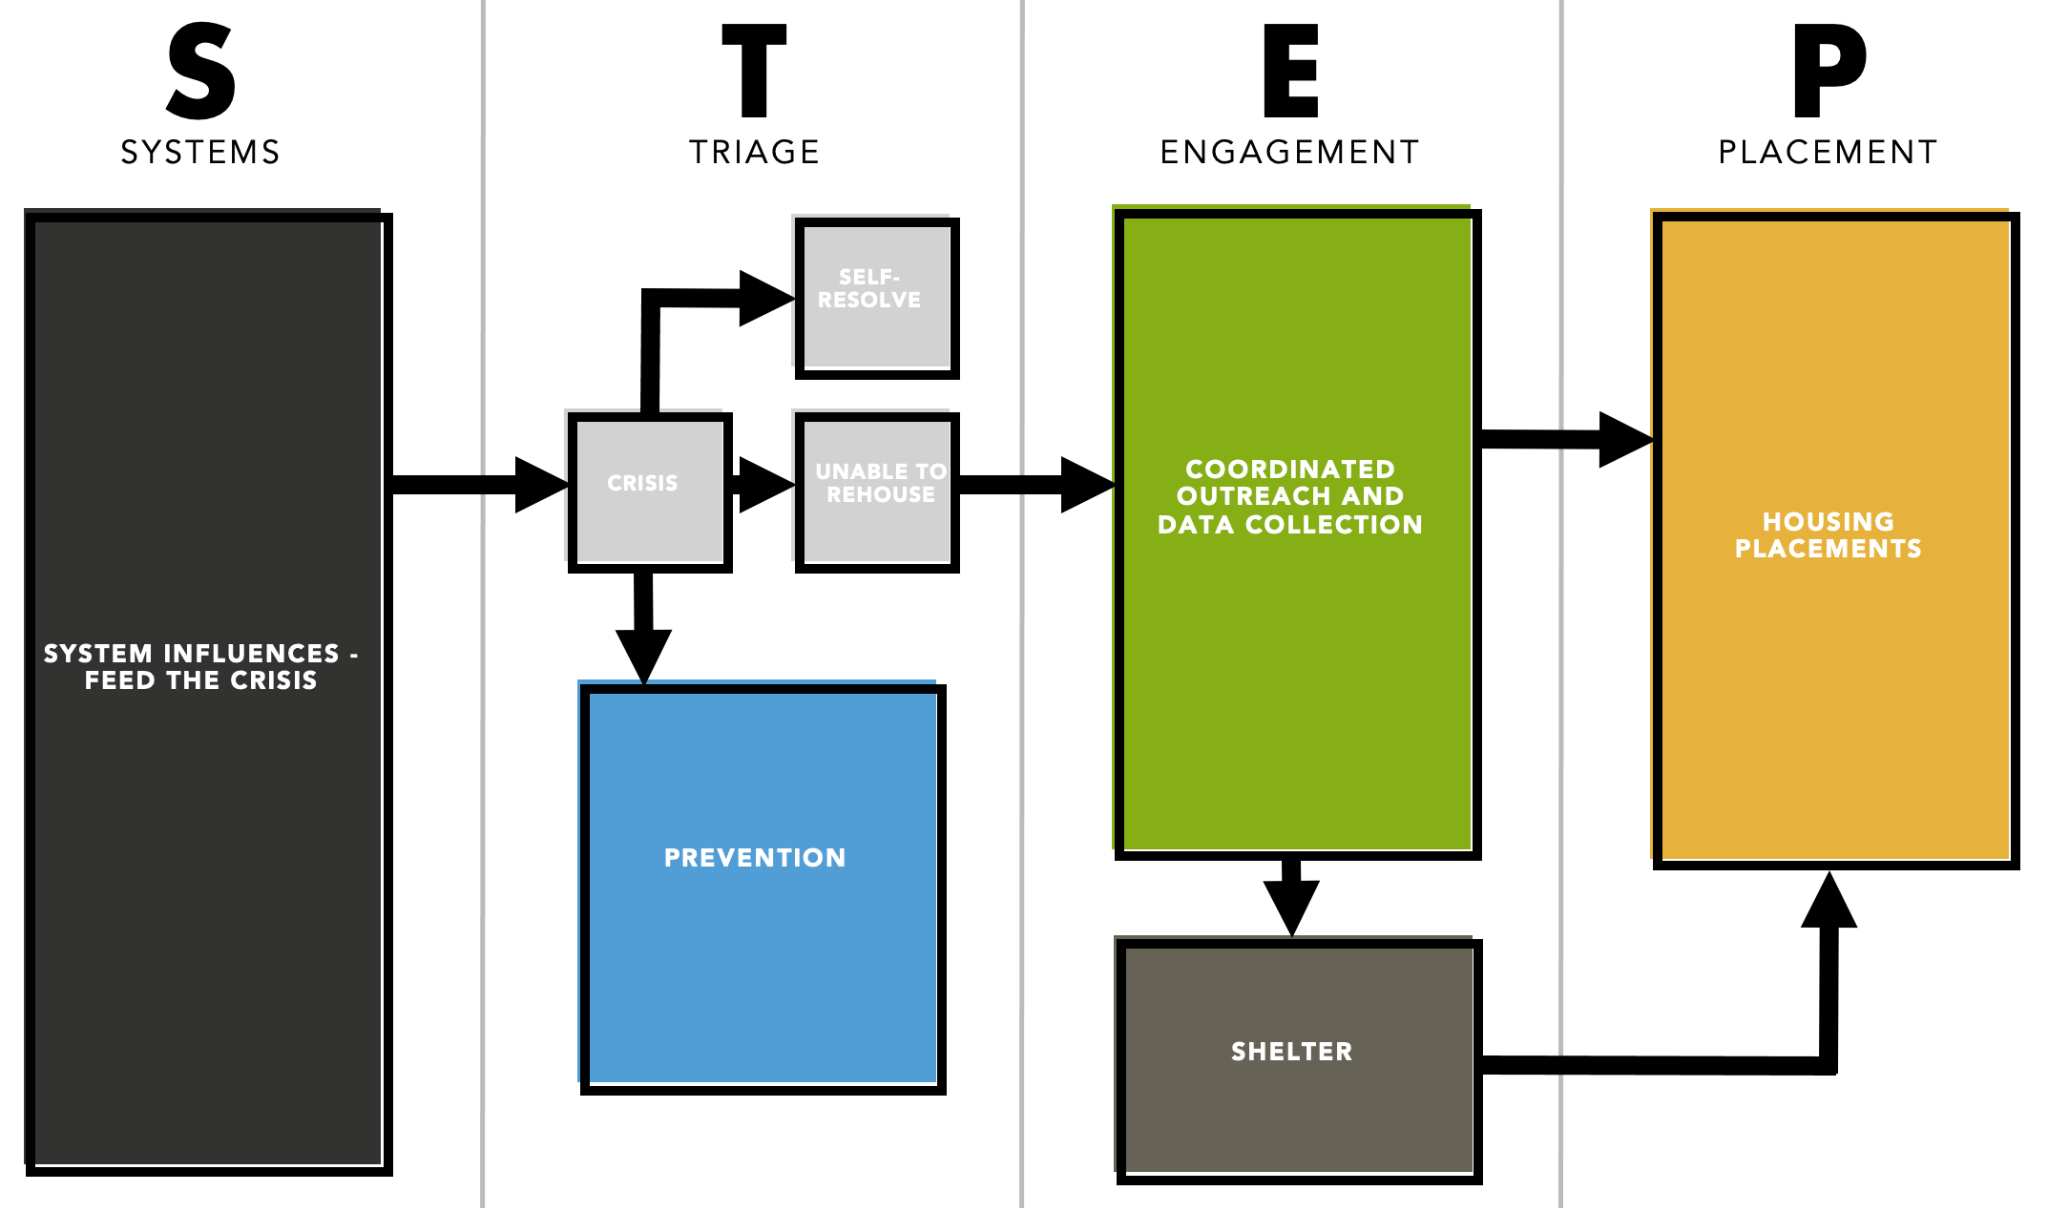 S
SYSTEMS
SYSTEM INFLUENCES -
FEED THE CRISIS
T
TRIAGE
SELF-
RESOLVE
CRISIS
UNABLE TO
REHOUSE
PREVENTION
E
ENGAGEMENT
COORDINATED
OUTREACH AND
DATA COLLECTION
SHELTER
P
PLACEMENT
HOUSING
PLACEMENTS